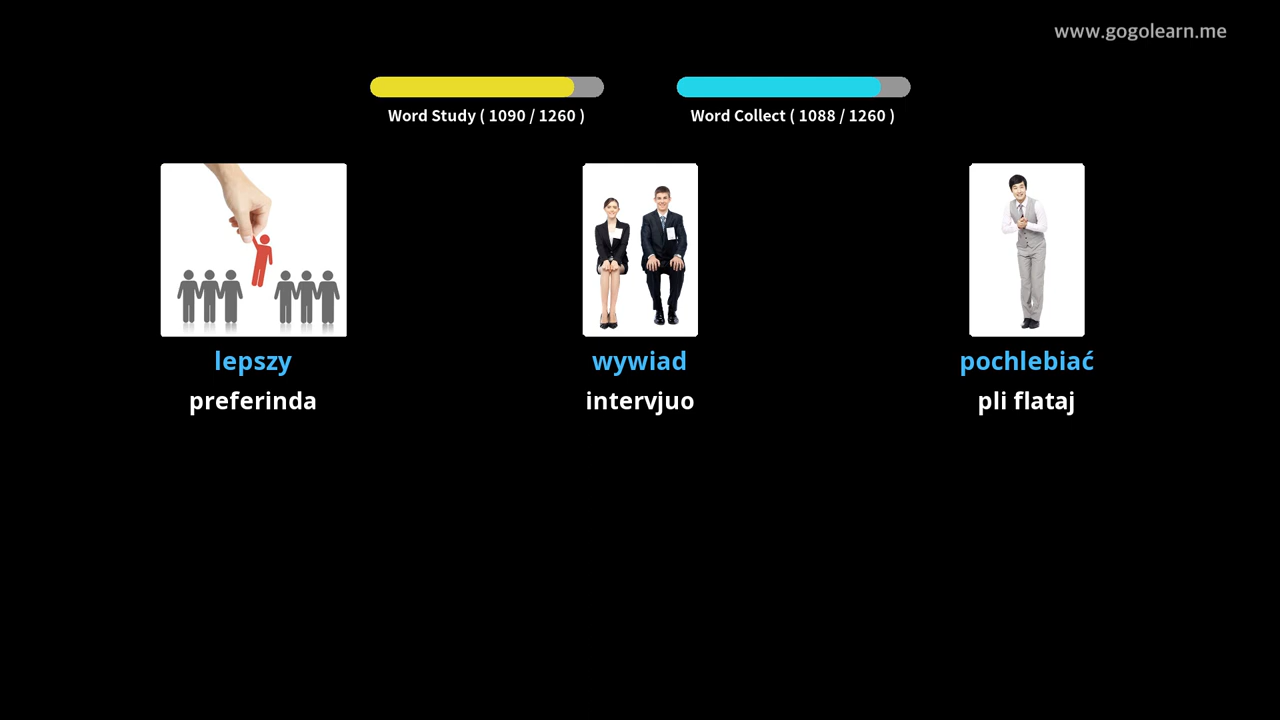 www.gogolearn.me
Word Study ( 1090 / 1260 )
Word Collect ( 1088 / 1260 )
lepszy
wywiad
pochlebiać
preferinda
intervjuo
pli flataj